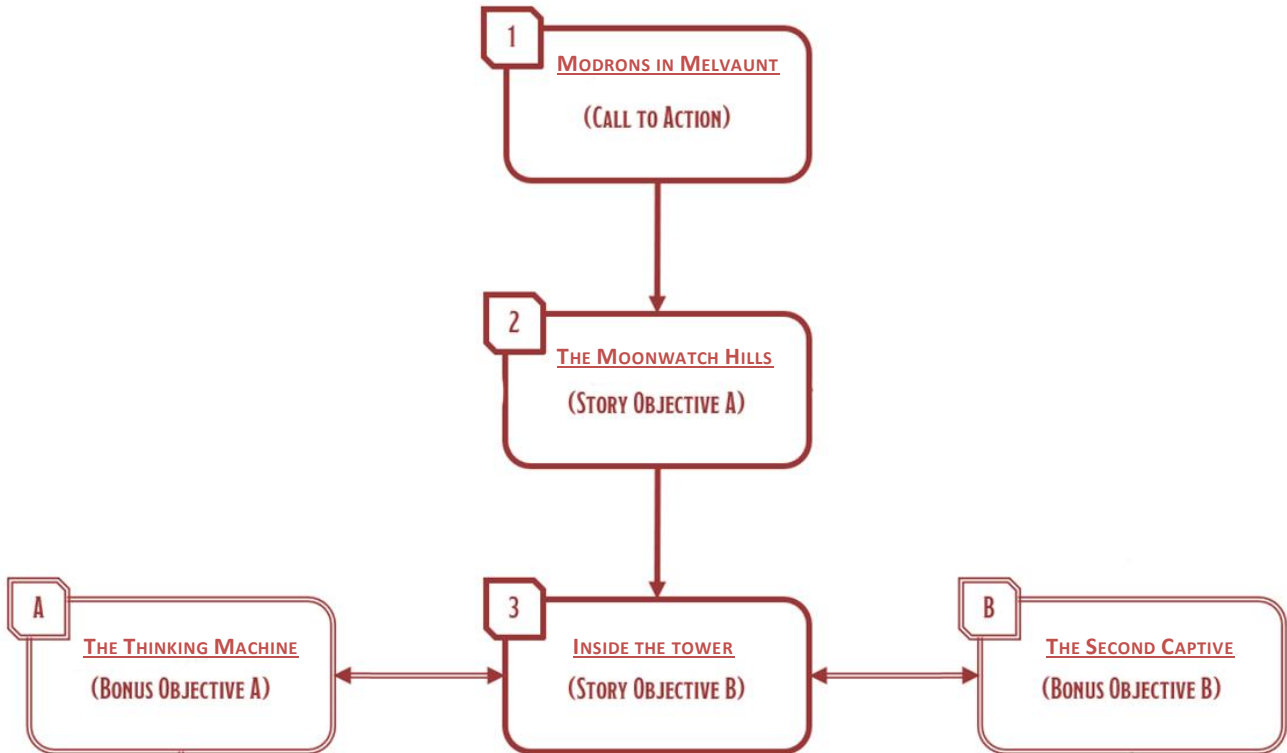 1
MODRONS IN MELVAUNT
(CALL TO ACTION)
2
THE MOONWATCH HILLS
(STORY OBJECTIVE A)
A
THE THINKING MACHINE
(BONUS OBJECTIVE A)
3
INSIDE THE TOWER
(STORY OBJECTIVE B)
B
THE SECOND CAPTIVE
(BONUS OBJECTIVE B)